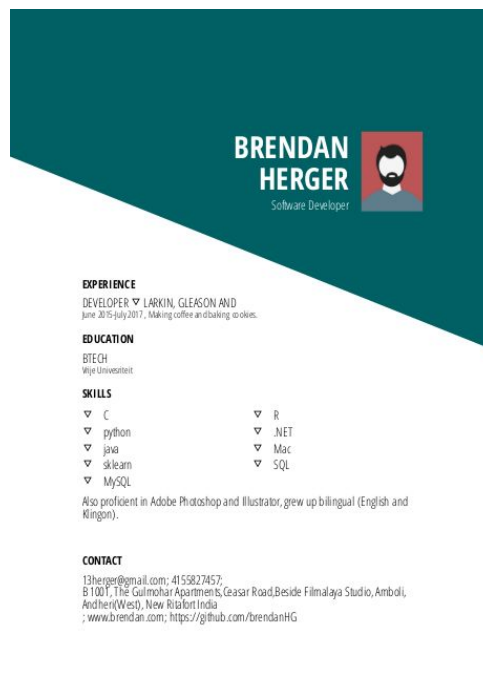 BRENDAN
HERGER
Software Developer
EXPERIENCE
DEVELOPER ▽ LARKIN, GLEASON AND
June 2015-July 2017 , Making coffee and baking cookies.
EDUCATION
BTECH
Vrije Univesriteit
SKILLS
▽ C
▽ python
▽ java
▽ sklearn
▽ MySQL
▽ R
▽ .NET
▽ Mac
▽ SQL
Also proficient in Adobe Photoshop and Illustrator, grew up bilingual (English and
Klingon).
CONTACT
13herger@gmail.com; 4155827457;
B 1001, The Gulmohar Apartments,Ceasar Road,Beside Filmalaya Studio, Amboli,
Andheri(West), New Ritafort India
; www.brendan.com; https://github.com/brendanHG